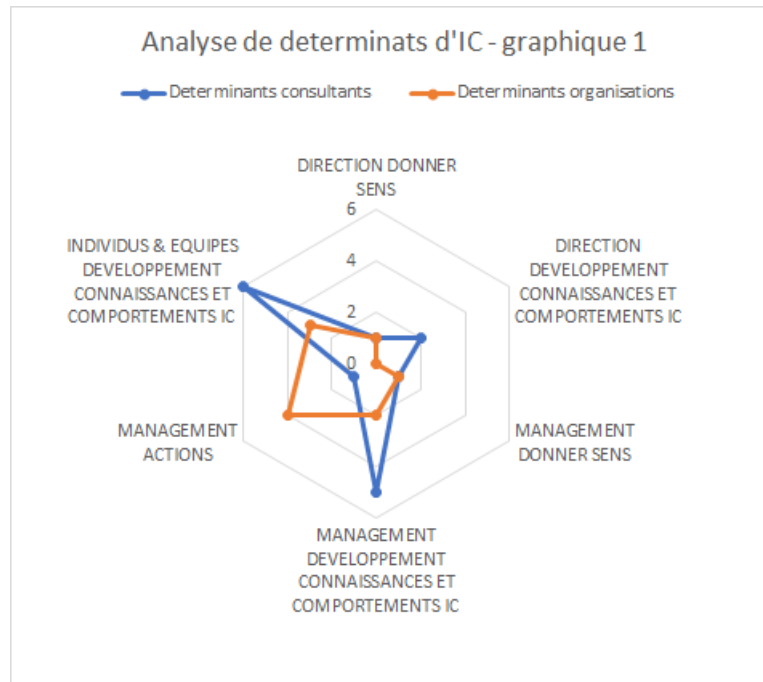 Analyse de determinats d'IC - graphique 1
Determinants consultants
Determinants organisations
DIRECTION DONNER
SENS
6
4
2
0
DIRECTION
DEVELOPPEMENT
CONNAISSANCES ET
COMPORTEMENTS IC
MANAGEMENT
DONNER SENS
MANAGEMENT
DEVELOPPEMENT
CONNAISSANCES ET
COMPORTEMENTS IC
MANAGEMENT
ACTIONS
INDIVIDUS & EQUIPES
DEVELOPPEMENT
CONNAISSANCES ET
COMPORTEMENTS IC